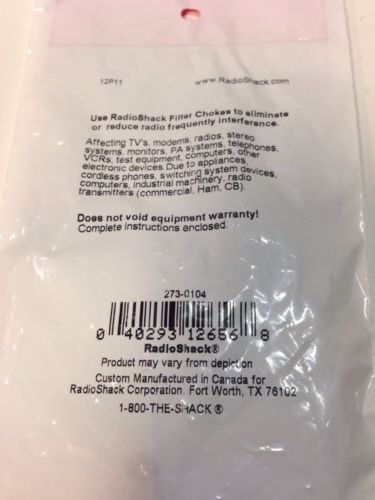 12P11 www.RadioShack.com
Use RadioShack Filter Chokes to eliminate
or reduce radio frequently interference.
Affecting TV's, modems, radios, stereo
systems, monitors, PA systems, telephones,
VCRs, test equipment, computers, other
electronic devices.Due to appliances,
cordless phones, switching system devices,
computers, industrial machinery, radio
transmitters (commercial, Ham, CB).
Does not void equipment warranty!
Complete instructions enclosed.
273-0104
0 40293 12656 8
RadioShack®
Product may vary from depiction
Custom Manufactured in Canada for
RadioShack Corporation, Fort Worth, TX 76102
1-800-THE-SHACK ®